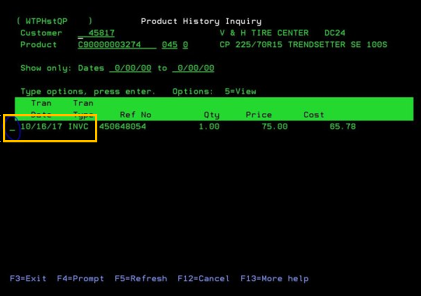 ( WTPHstQP     )          Product History Inquiry
Customer    45817          V & H TIRE CENTER   DC24
Product    C90000003274   045 0          CP 225/70R15 TRENDSETTER SE 100S
Show only: Dates  0/00/00 to  0/00/00
Type options, press enter.   Options:  5=View
Tran    Tran
Date    Type    Ref No    Qty    Price    Cost
10/16/17 INVC  450648054    1.00    75.00    65.78
F3=Exit  F4=Prompt  F5=Refresh  F12=Cancel  F13=More help